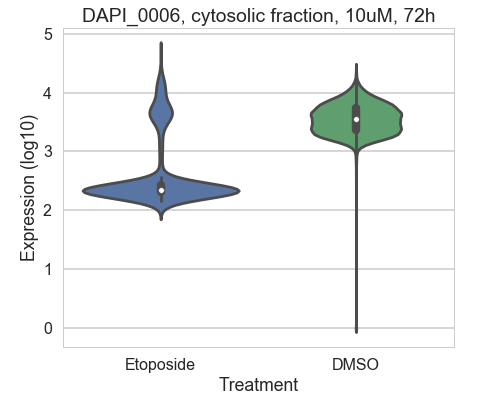 DAPI_0006, cytosolic fraction, 10uM, 72h
5
4
3
2
1
0
Expression (log10)
Etoposide
DMSO
Treatment